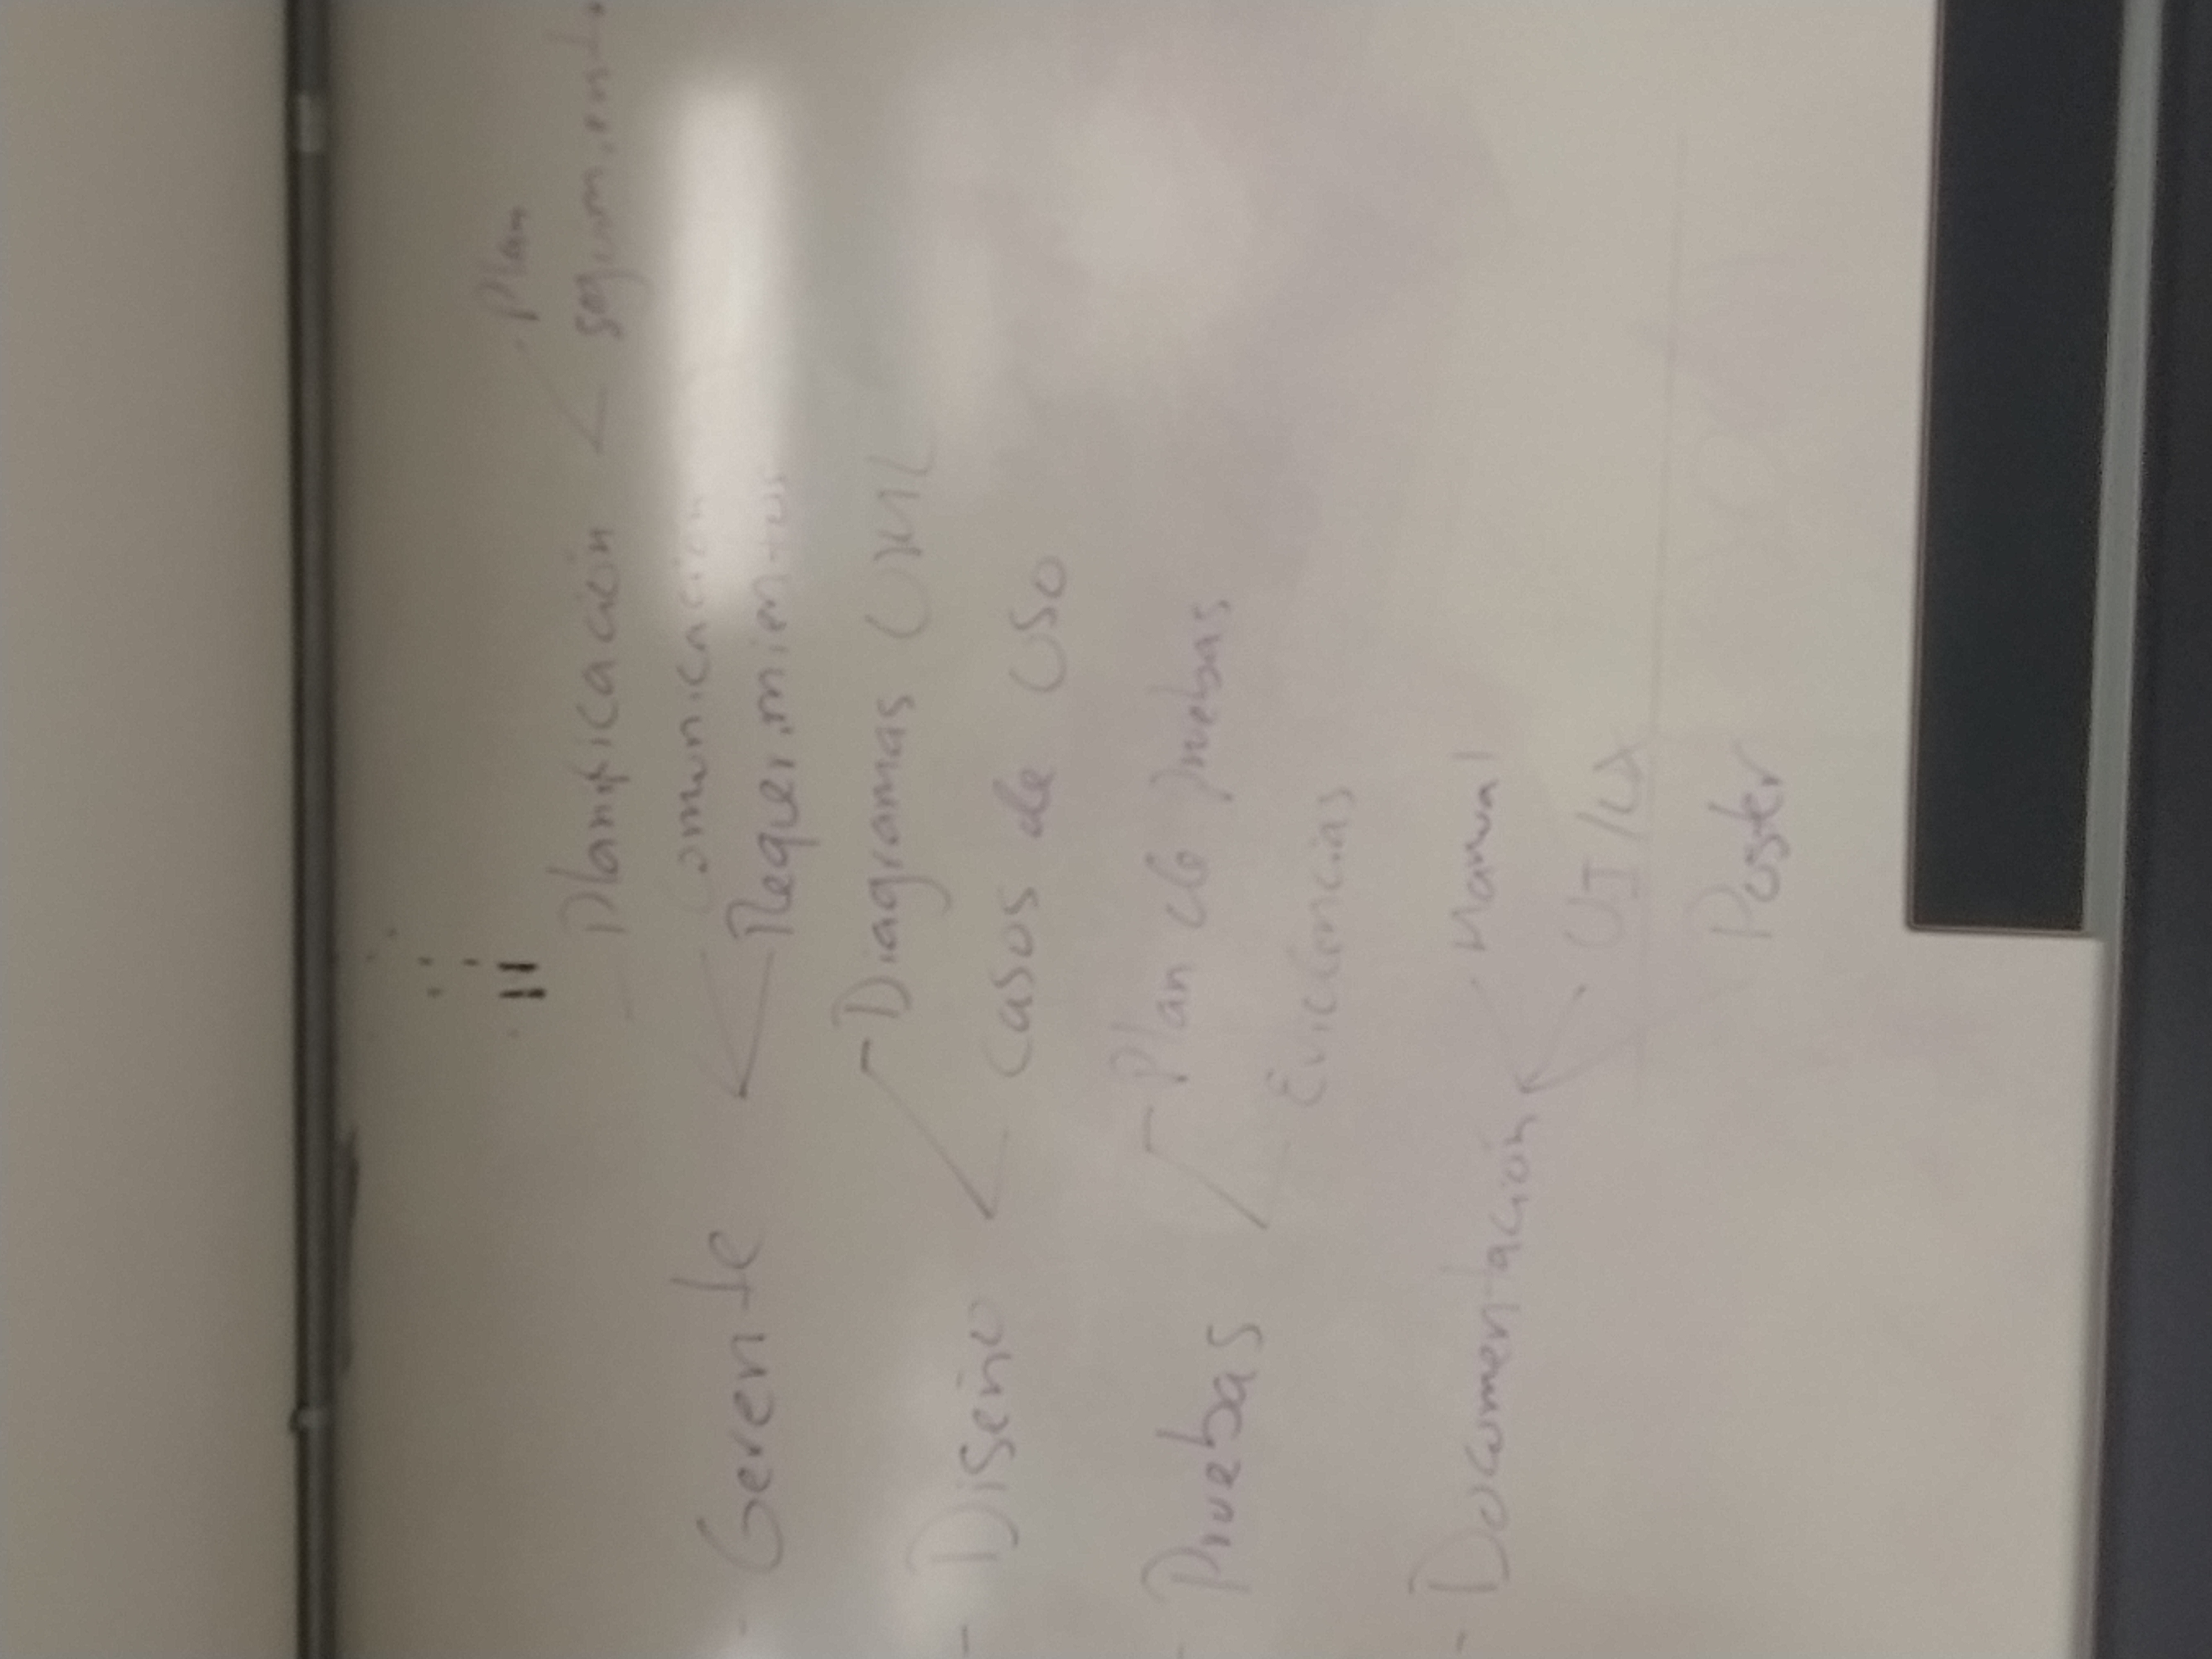 - Plan
Planificación < seguimiento
Comunicación
- Gerente <
Requerimientos
- Diagramas UML
- Diseño <
Casos de Uso
- Plan de pruebas
- Pruebas
- Evidencias
- Manual
- Documentación
- UI/UX
Poster